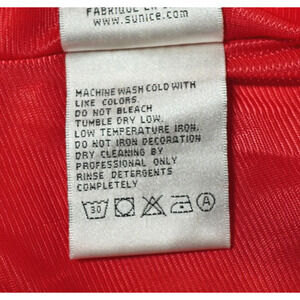 FABRIQUÉ EN
www.sunice.com
MACHINE WASH COLD WITH
LIKE COLORS.
DO NOT BLEACH
TUMBLE DRY LOW.
LOW TEMPERATURE IRON.
DO NOT IRON DECORATION
DRY CLEANING BY
PROFESSIONAL ONLY
RINSE DETERGENTS
COMPLETELY
30 A